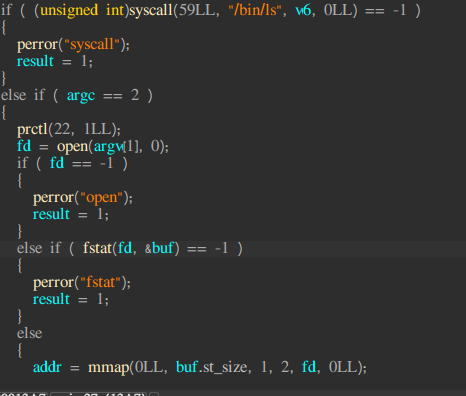 if ( (unsigned int)syscall(59LL, "/bin/ls", v6, 0LL) == -1 )
{
perror("syscall");
result = 1;
}
else if ( argc == 2 )
{
prctl(22, 1LL);
fd = open(argv[1], 0);
if ( fd == -1 )
{
perror("open");
result = 1;
}
else if ( fstat(fd, &buf) == -1 )
{
perror("fstat");
result = 1;
}
else
{
addr = mmap(0LL, buf.st_size, 1, 2, fd, 0LL);